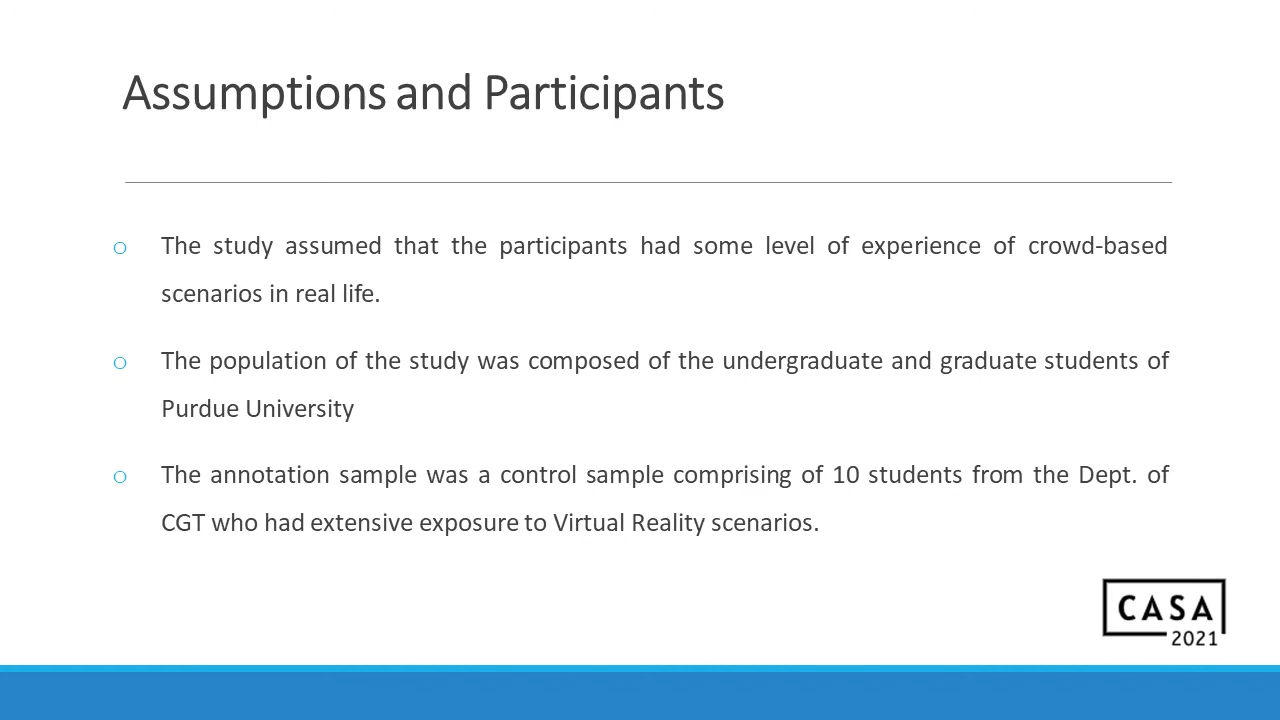 Assumptions and Participants
o The study assumed that the participants had some level of experience of crowd-based
scenarios in real life.
o The population of the study was composed of the undergraduate and graduate students of
Purdue University
o The annotation sample was a control sample comprising of 10 students from the Dept. of
CGT who had extensive exposure to Virtual Reality scenarios.
CASA
2021